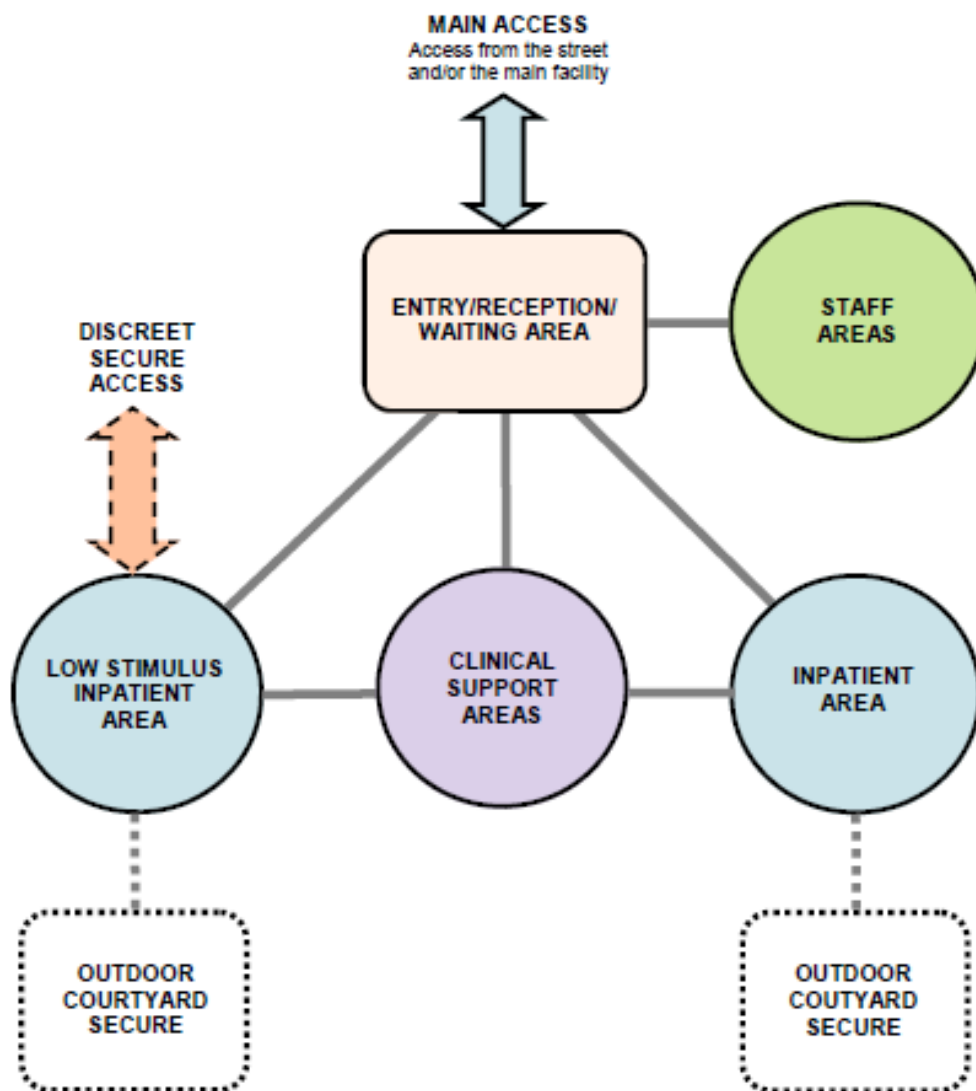 MAIN ACCESS
Access from the street
and/or the main facility
ENTRY/RECEPTION/
WAITING AREA
STAFF
AREAS
DISCREET
SECURE
ACCESS
LOW STIMULUS
INPATIENT
AREA
CLINICAL
SUPPORT
AREAS
INPATIENT
AREA
OUTDOOR
COURTYARD
SECURE
OUTDOOR
COUTYARD
SECURE